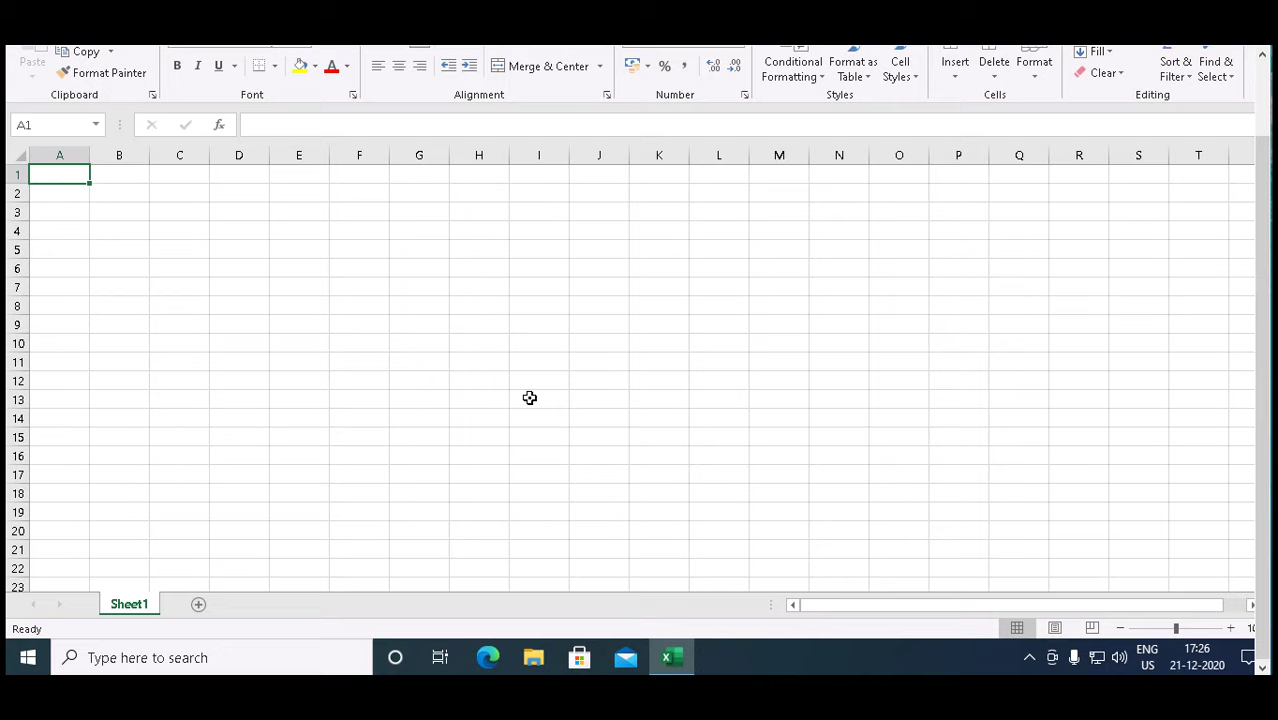 Copy
Paste
Format Painter
B I U
A
Merge & Center
%
,
Conditional Formatting
Format as Table
Cell Styles
Insert
Delete
Format
Fill
Clear
Sort & Filter
Find & Select
Clipboard
Font
Alignment
Number
Styles
Cells
Editing
A1
fx
A B C D E F G H I J K L M N O P Q R S T
1
2
3
4
5
6
7
8
9
10
11
12
13
14
15
16
17
18
19
20
21
22
23
Sheet1
Ready
Type here to search
ENG
US
17:26
21-12-2020